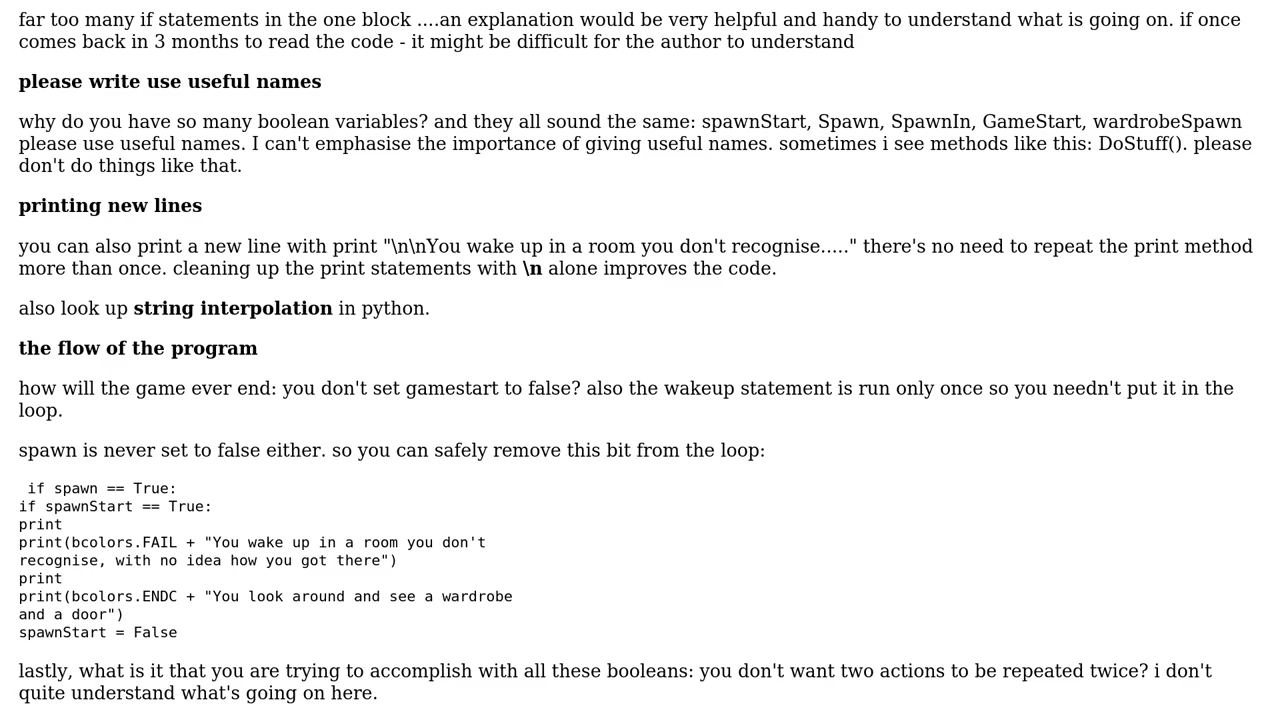 far too many if statements in the one block ....an explanation would be very helpful and handy to understand what is going on. if once
comes back in 3 months to read the code - it might be difficult for the author to understand
please write use useful names
why do you have so many boolean variables? and they all sound the same: spawnStart, Spawn, SpawnIn, GameStart, wardrobeSpawn
please use useful names. I can't emphasise the importance of giving useful names. sometimes i see methods like this: DoStuff(). please
don't do things like that.
printing new lines
you can also print a new line with print "\n\nYou wake up in a room you don't recognise....." there's no need to repeat the print method
more than once. cleaning up the print statements with \n alone improves the code.
also look up string interpolation in python.
the flow of the program
how will the game ever end: you don't set gamestart to false? also the wakeup statement is run only once so you needn't put it in the
loop.
spawn is never set to false either. so you can safely remove this bit from the loop:
if spawn == True:
if spawnStart == True:
print
print(bcolors.FAIL + "You wake up in a room you don't
recognise, with no idea how you got there")
print
print(bcolors.ENDC + "You look around and see a wardrobe
and a door")
spawnStart = False
lastly, what is it that you are trying to accomplish with all these booleans: you don't want two actions to be repeated twice? i don't
quite understand what's going on here.